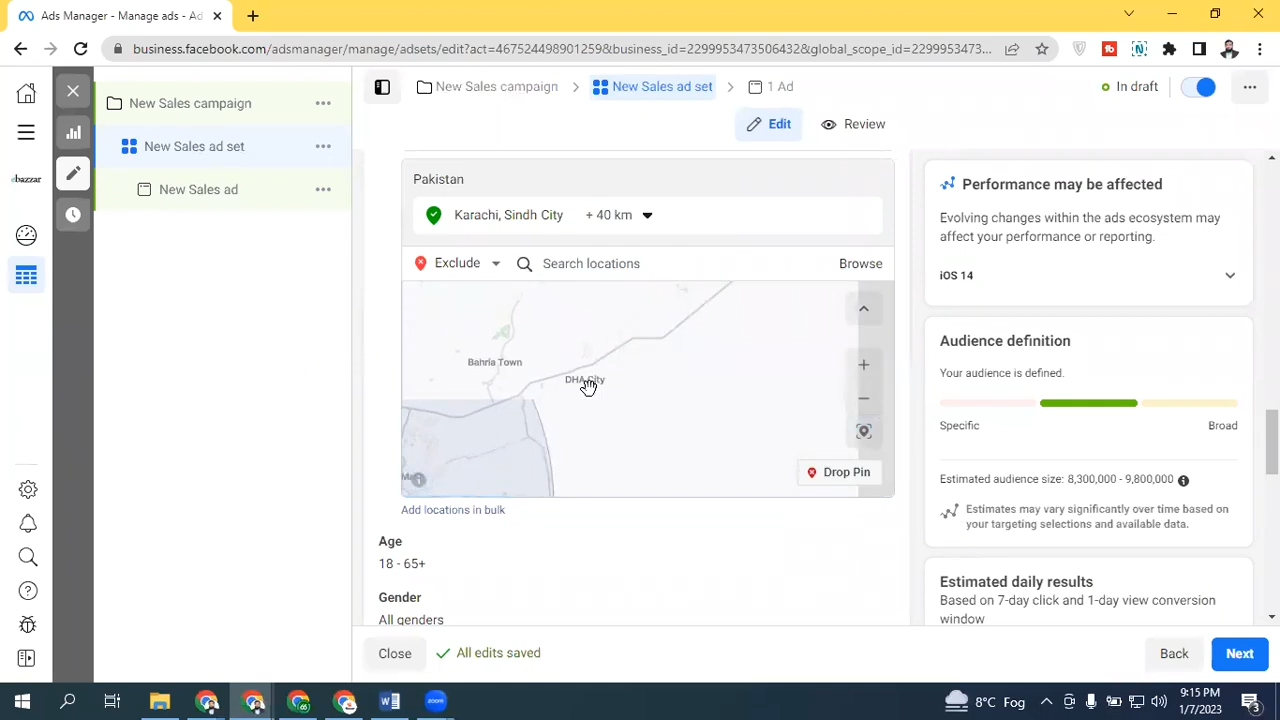 Ads Manager - Manage ads - Ad
business.facebook.com/adsmanager/manage/adsets/edit?act=467524498901259&business_id=2299953473506432&global_scope_id=2299953473...
New Sales campaign
New Sales ad set
1 Ad
In draft
Edit
Review
ebazzar
New Sales campaign
New Sales ad set
New Sales ad
Pakistan
Karachi, Sindh City + 40 km
Exclude
Search locations
Browse
Bahria Town
DHA City
Drop Pin
Add locations in bulk
Age
18 - 65+
Gender
All genders
Performance may be affected
Evolving changes within the ads ecosystem may
affect your performance or reporting.
iOS 14
Audience definition
Your audience is defined.
Specific
Broad
Estimated audience size: 8,300,000 - 9,800,000
Estimates may vary significantly over time based on
your targeting selections and available data.
Estimated daily results
Based on 7-day click and 1-day view conversion
window
Close
All edits saved
Back
Next
W
zoom
8°C Fog
9:15 PM
1/7/2023
3